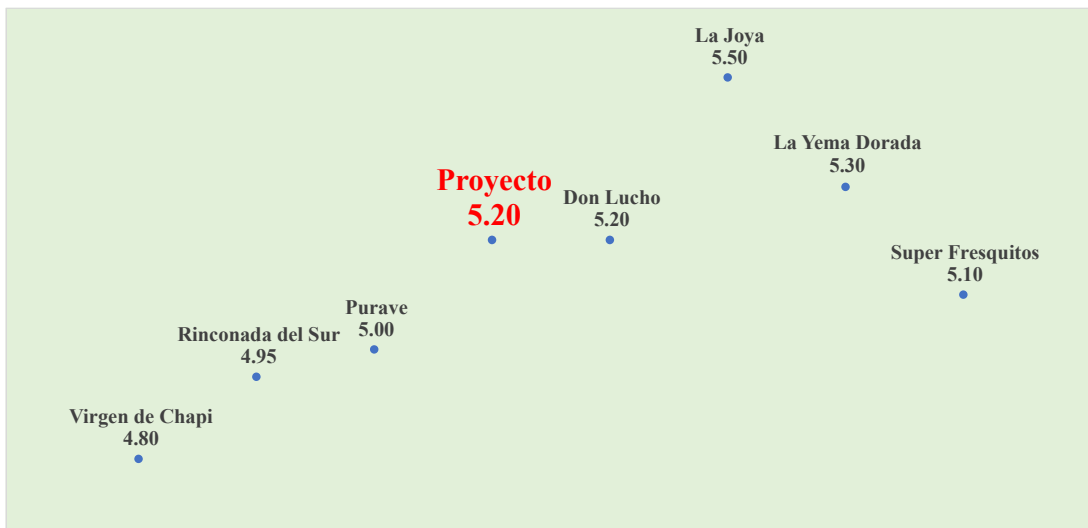 La Joya
5.50
La Yema Dorada
5.30
Proyecto
5.20
Don Lucho
5.20
Super Fresquitos
5.10
Purave
5.00
Rinconada del Sur
4.95
Virgen de Chapi
4.80